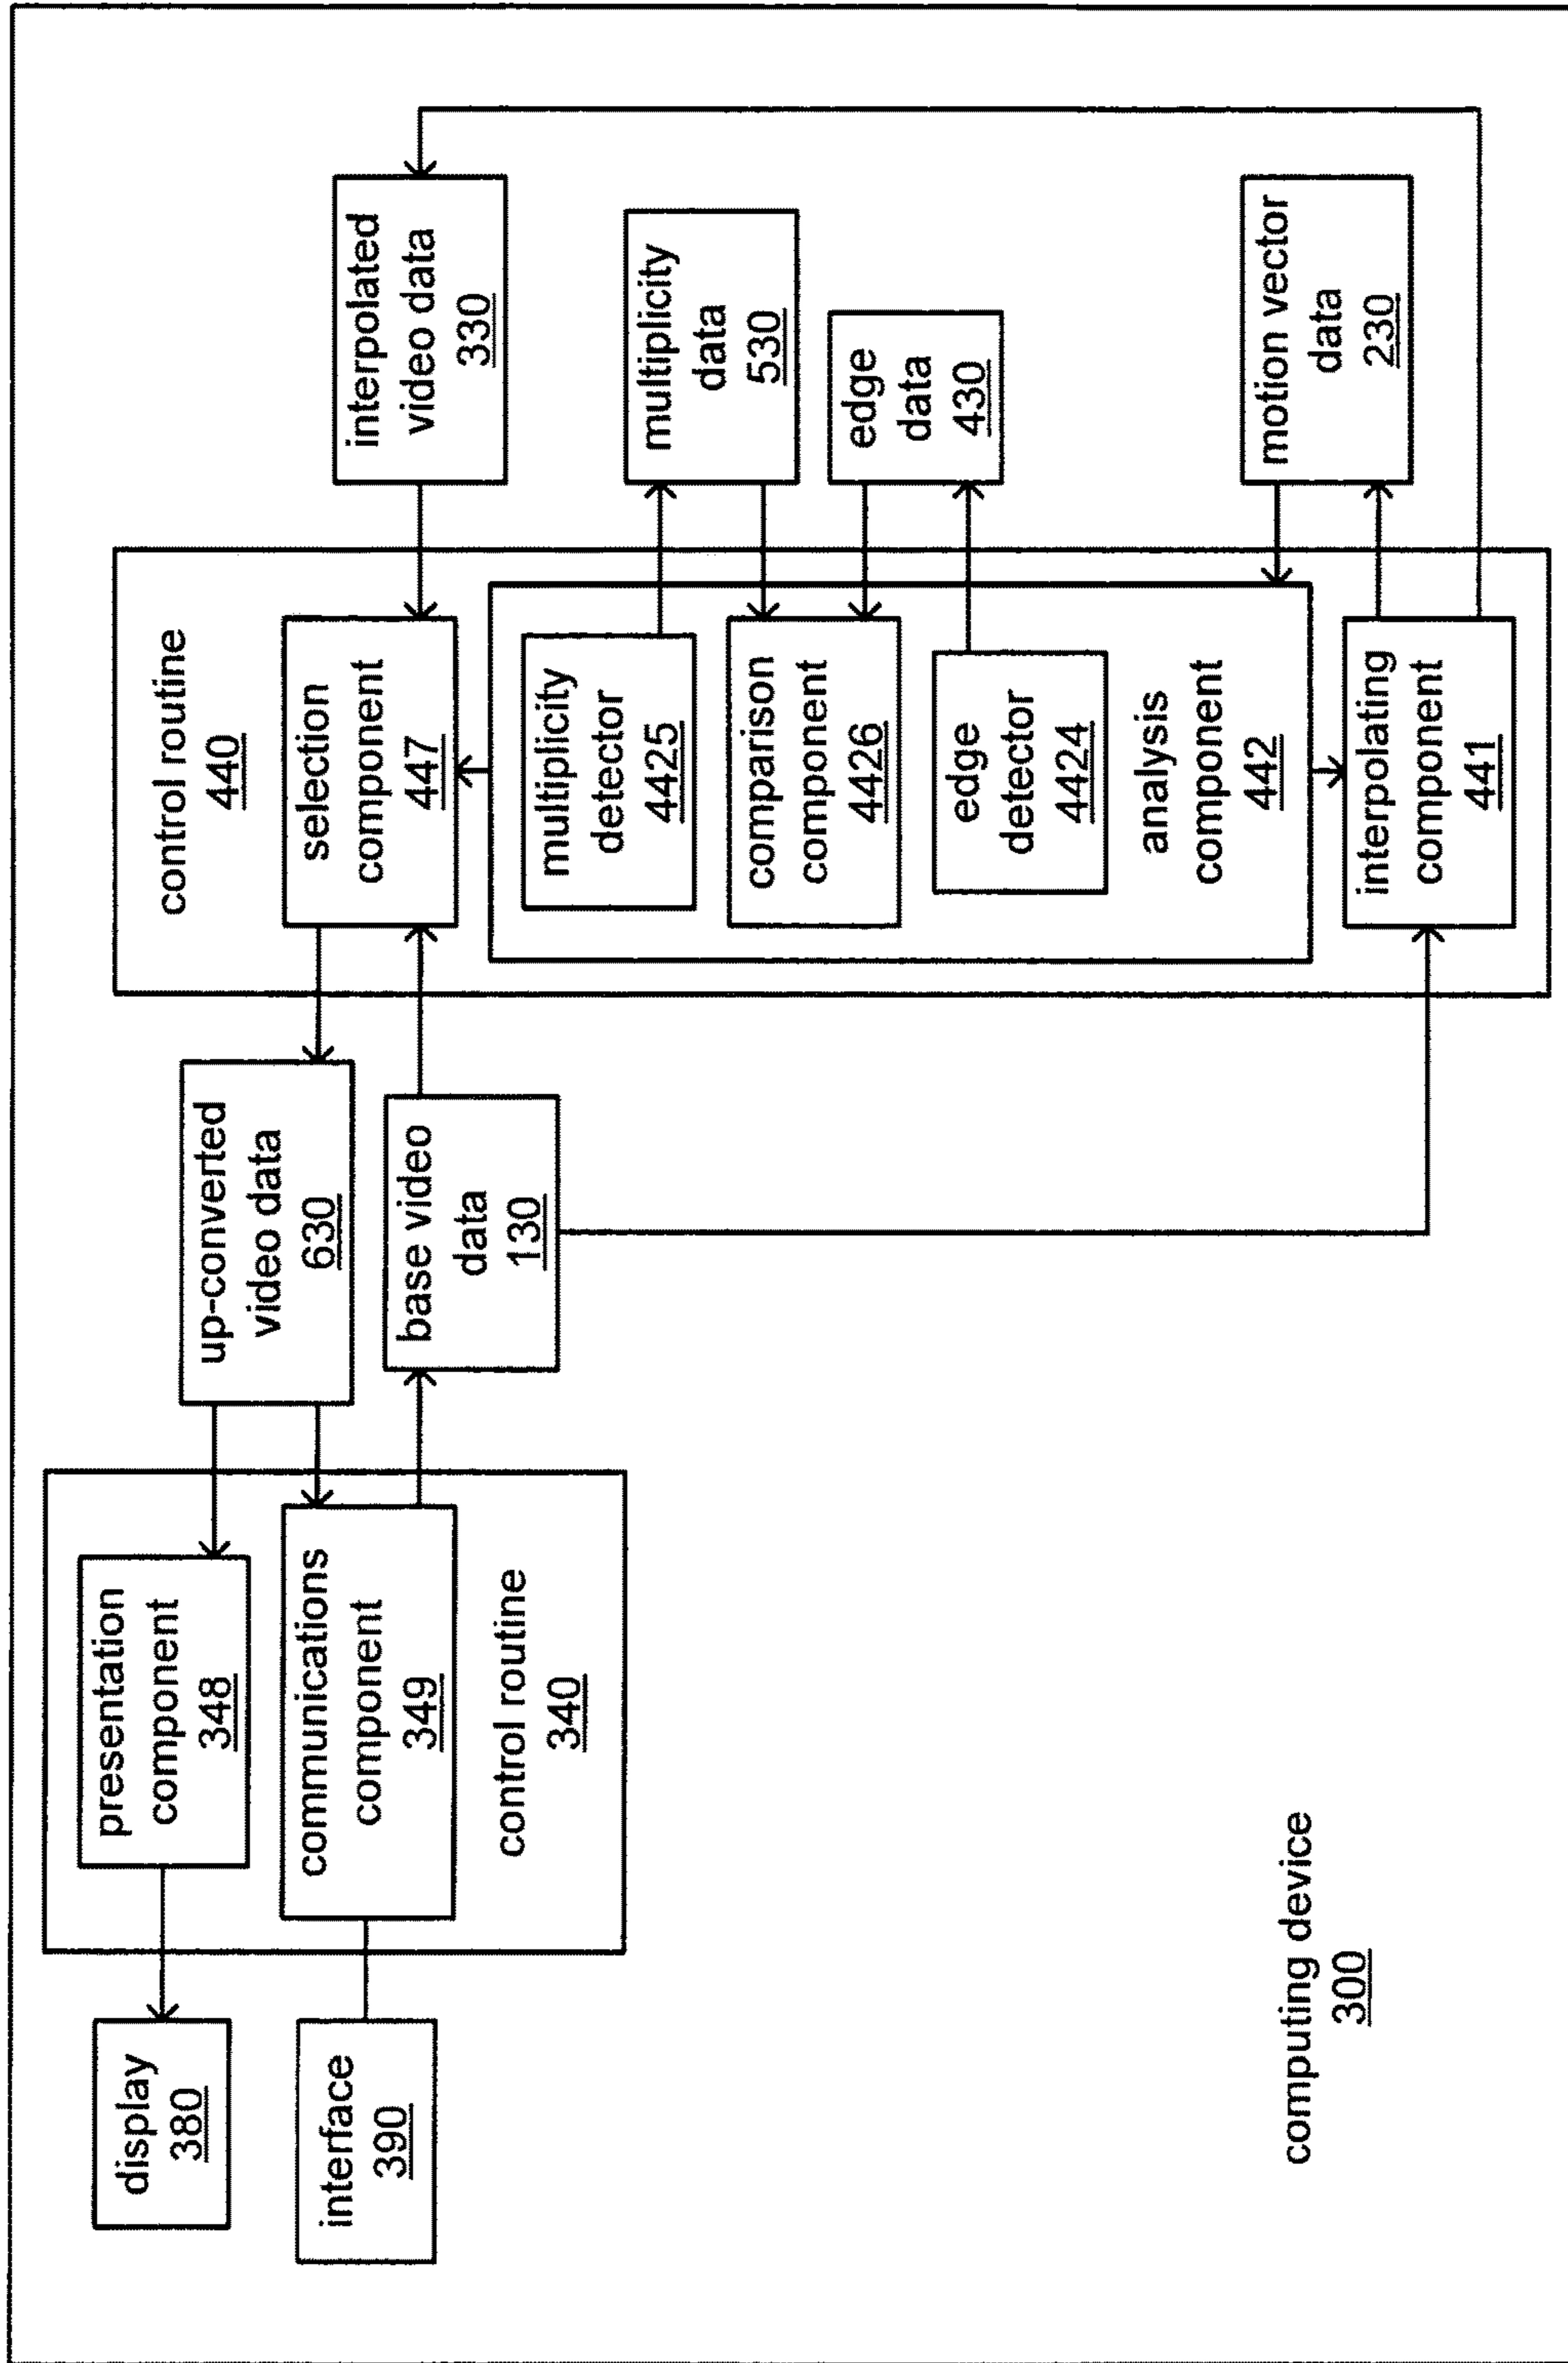 display
380
interface
390
presentation
component
348
communications
component
349
control routine
340
up-converted
video data
630
base video
data
130
control routine
440
selection
component
447
multiplicity
detector
4425
comparison
component
4426
edge
detector
4424
analysis
component
442
interpolating
component
441
interpolated
video data
330
multiplicity
data
530
edge
data
430
motion vector
data
230
computing device
300